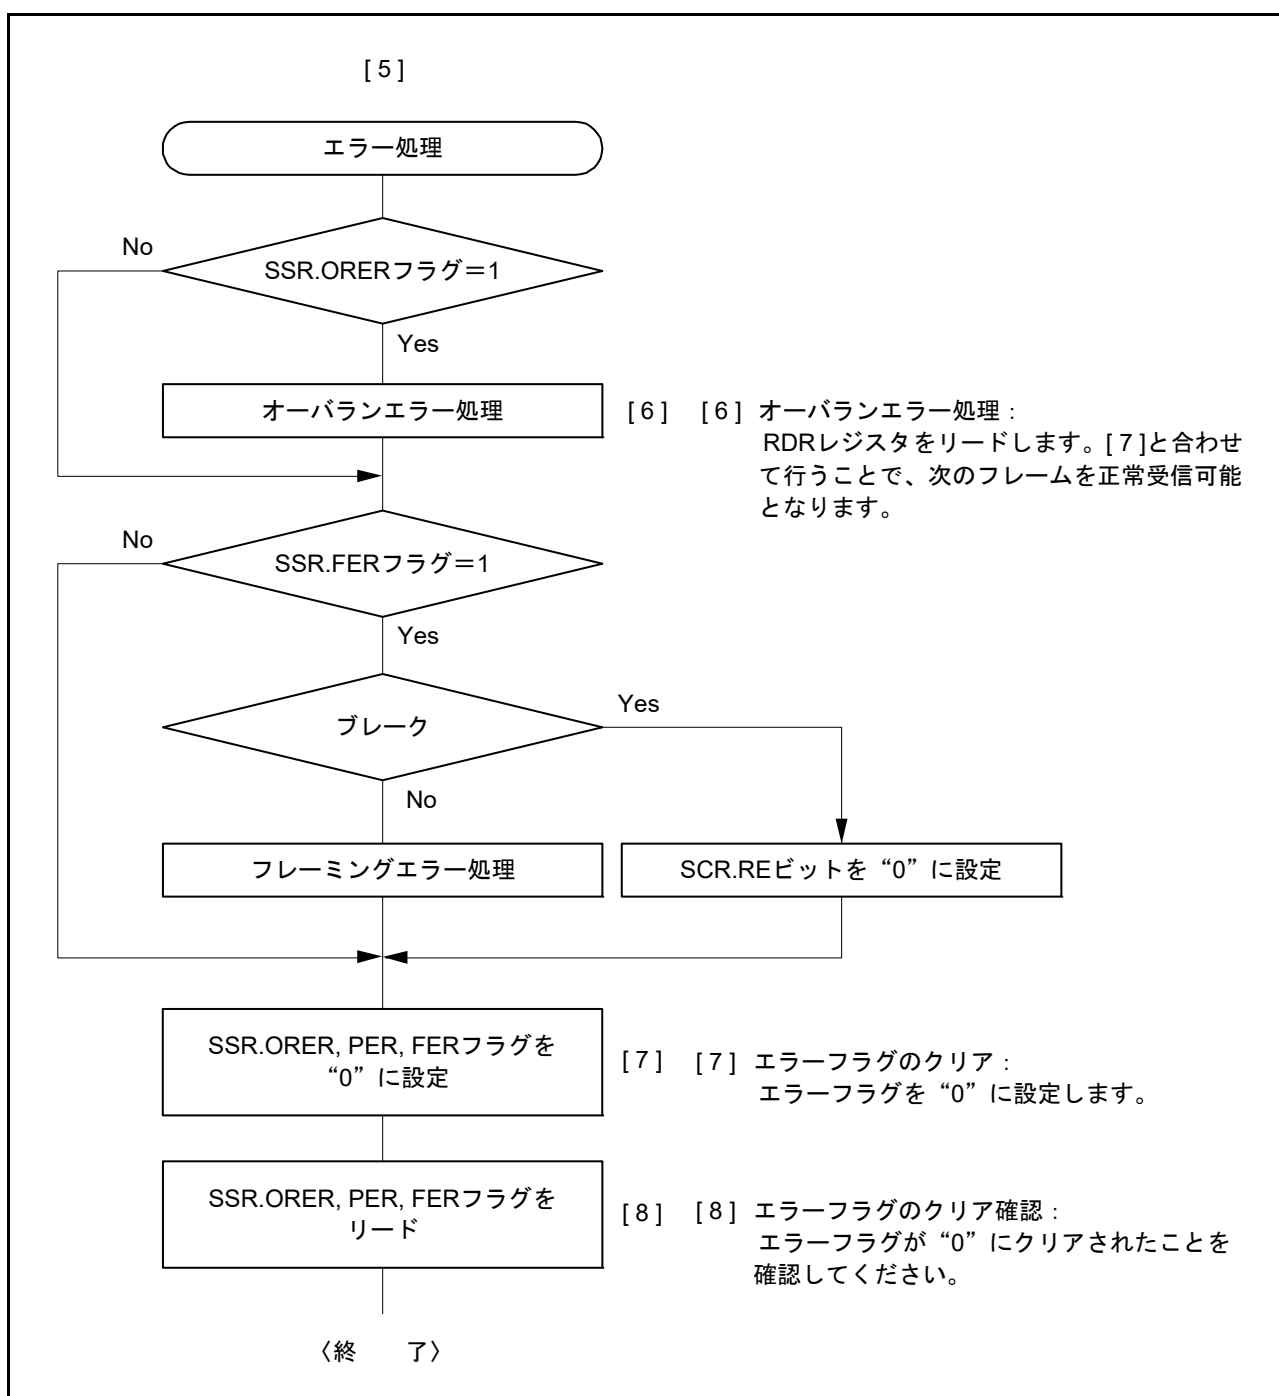 [ 5 ]
エラー処理
No
SSR.ORERフラグ＝1
Yes
オーバランエラー処理
[ 6 ]
[ 6 ] オーバランエラー処理：
RDRレジスタをリードします。[ 7 ]と合わせ
て行うことで、次のフレームを正常受信可能
となります。
No
SSR.FERフラグ＝1
Yes
ブレーク
Yes
No
フレーミングエラー処理
SCR.REビットを“0”に設定
SSR.ORER, PER, FERフラグを
“0”に設定
[ 7 ]
[ 7 ] エラーフラグのクリア：
エラーフラグを“0”に設定します。
SSR.ORER, PER, FERフラグを
リード
[ 8 ]
[ 8 ] エラーフラグのクリア確認：
エラーフラグが“0”にクリアされたことを
確認してください。
〈終　　了〉